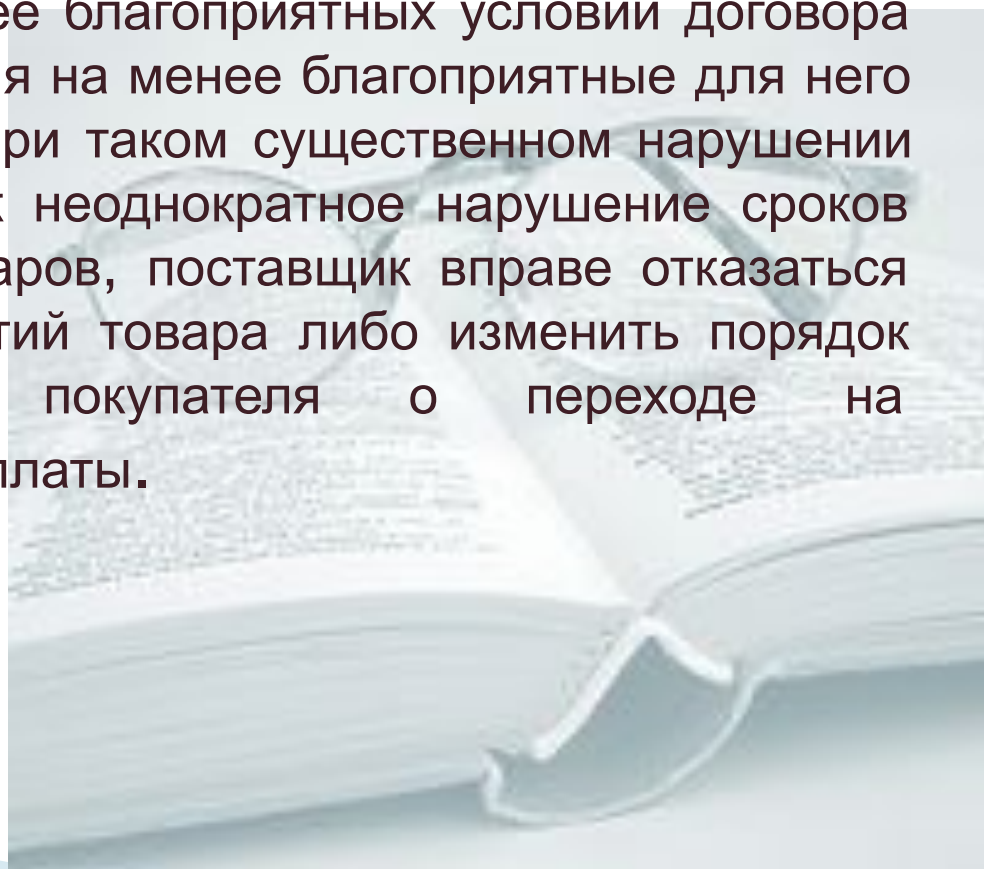 ее благоприятных условий договора
я на менее благоприятные для него
ри таком существенном нарушении
неоднократное нарушение сроков
аров, поставщик вправе отказаться
тий товара либо изменить порядок
покупателя о переходе на
платы.